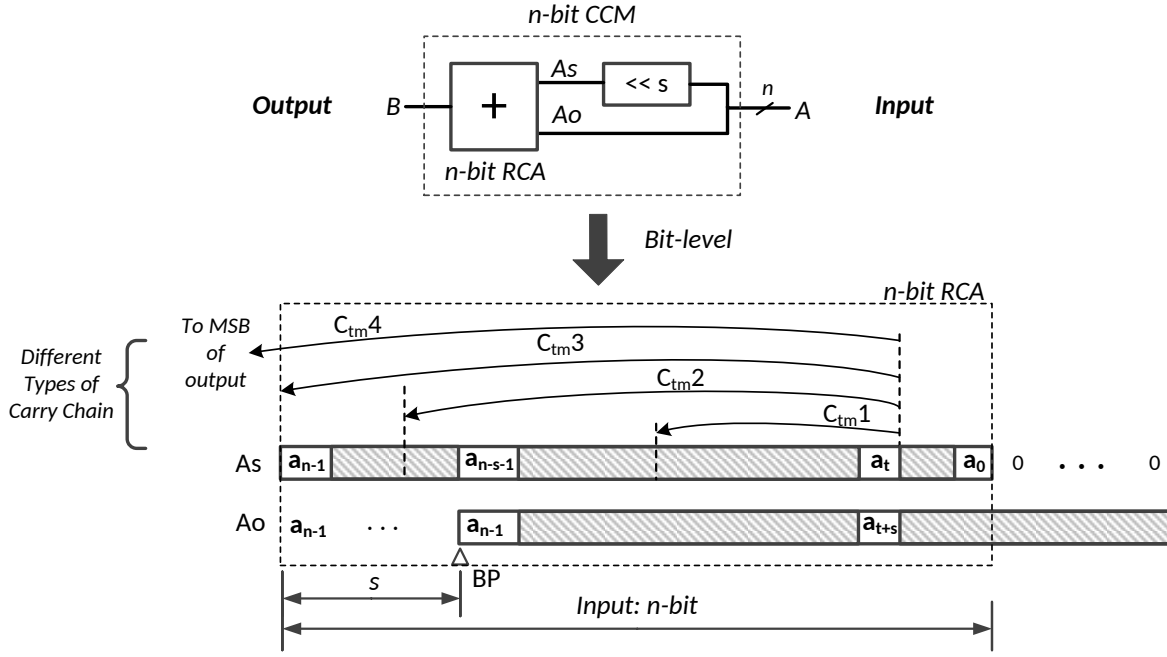 n-bit CCM
As
<< s
n
Output
B
+
Ao
A
Input
n-bit RCA
Bit-level
n-bit RCA
To MSB
of
output
Different
Types of
Carry Chain
Ctm4
Ctm3
Ctm2
Ctm1
As
an-1
an-s-1
at
a0
0 . . . 0
Ao
an-1
. . .
an-1
at+s
BP
s
Input: n-bit